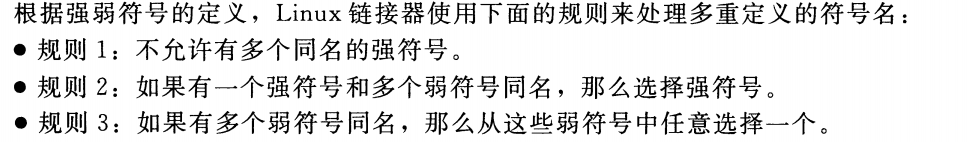 根据强弱符号的定义，Linux 链接器使用下面的规则来处理多重定义的符号名：
● 规则 1：不允许有多个同名的强符号。
● 规则 2：如果有一个强符号和多个弱符号同名，那么选择强符号。
● 规则 3：如果有多个弱符号同名，那么从这些弱符号中任意选择一个。